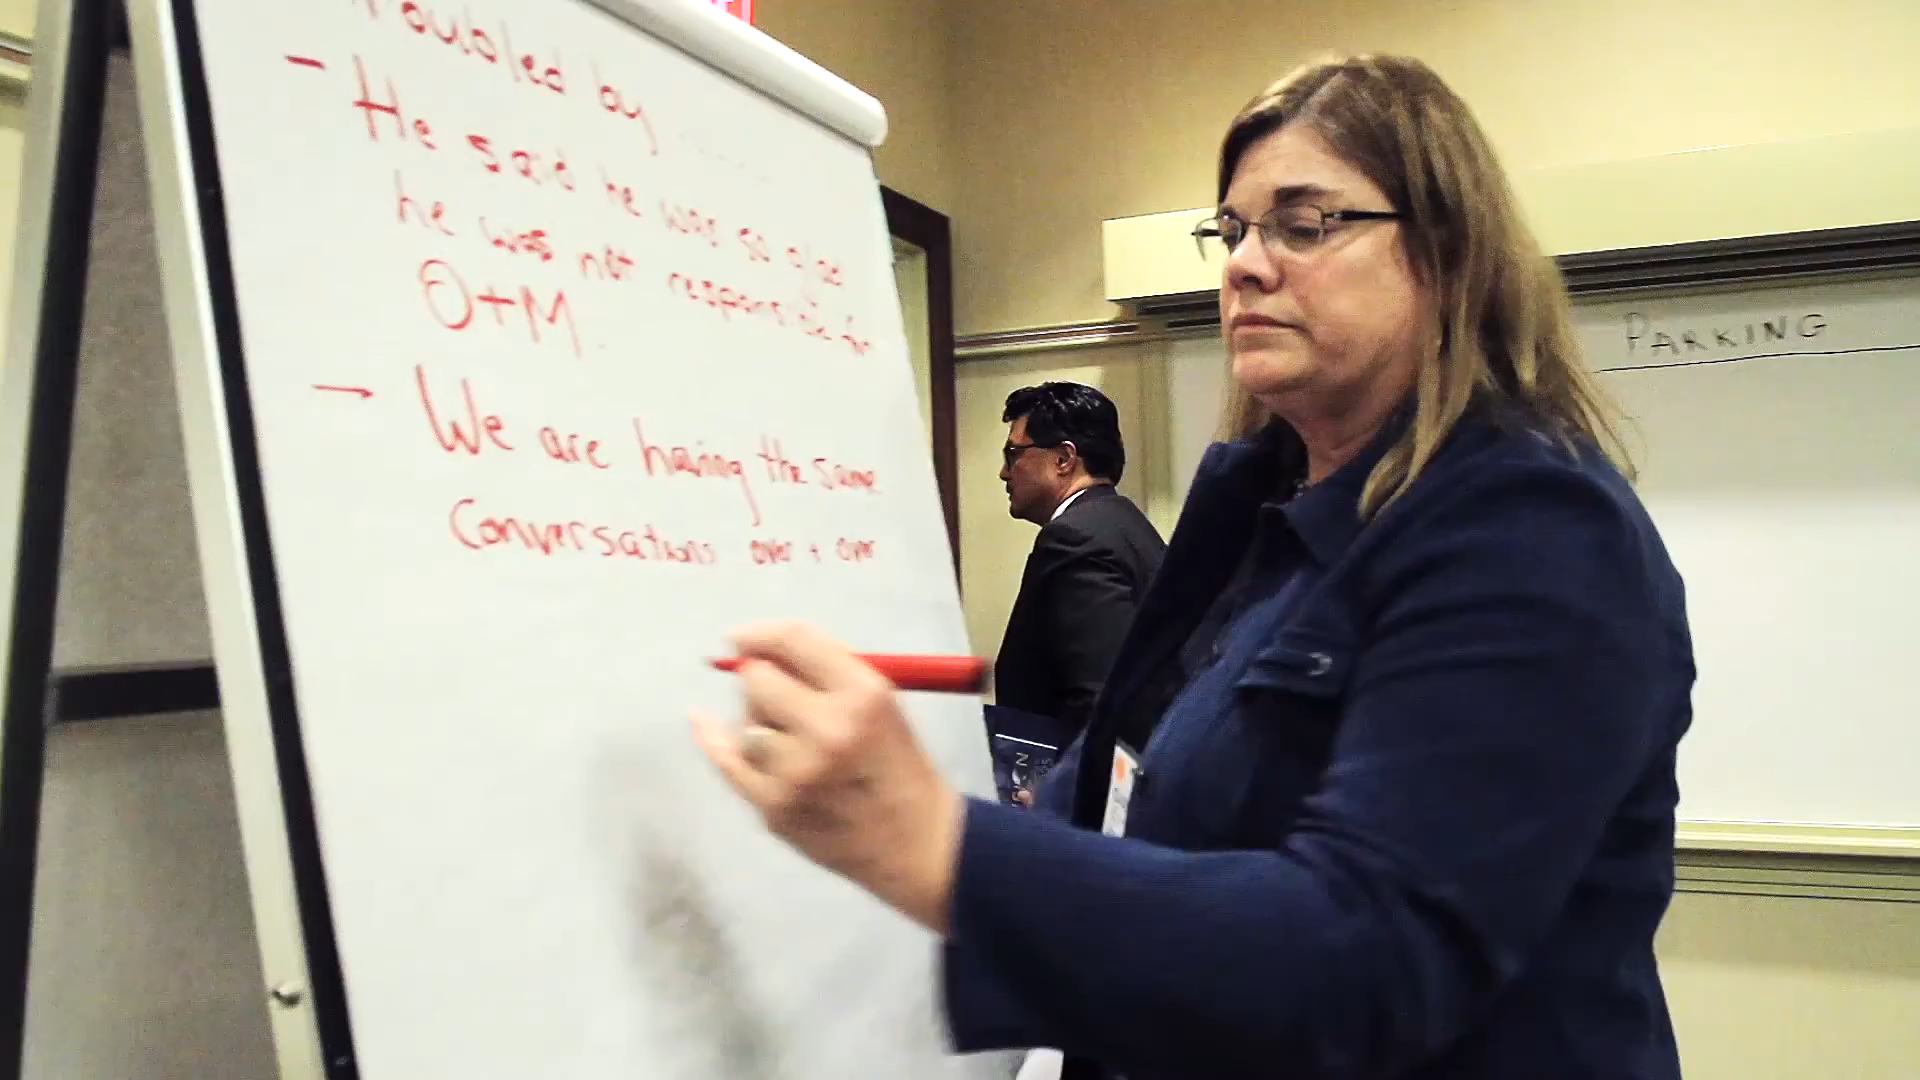 roubled by
- He said he was so glad
he was not responsible for
O+M.
- We are having the same
Conversations over + over
PARKING